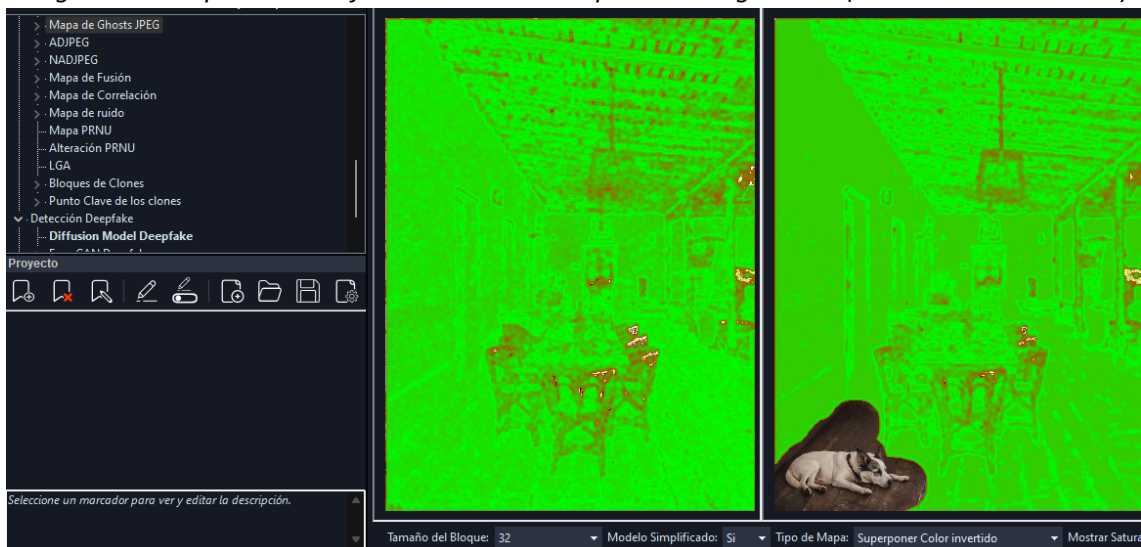 Mapa de Ghosts JPEG
ADJPEG
NADJPEG
Mapa de Fusión
Mapa de Correlación
Mapa de ruido
Mapa PRNU
Alteración PRNU
LGA
Bloques de Clones
Punto Clave de los clones
Detección Deepfake
Diffusion Model Deepfake
Proyecto
Seleccione un marcador para ver y editar la descripción.
Tamaño del Bloque: 32 Modelo Simplificado: Si Tipo de Mapa: Superponer Color invertido Mostrar Satura